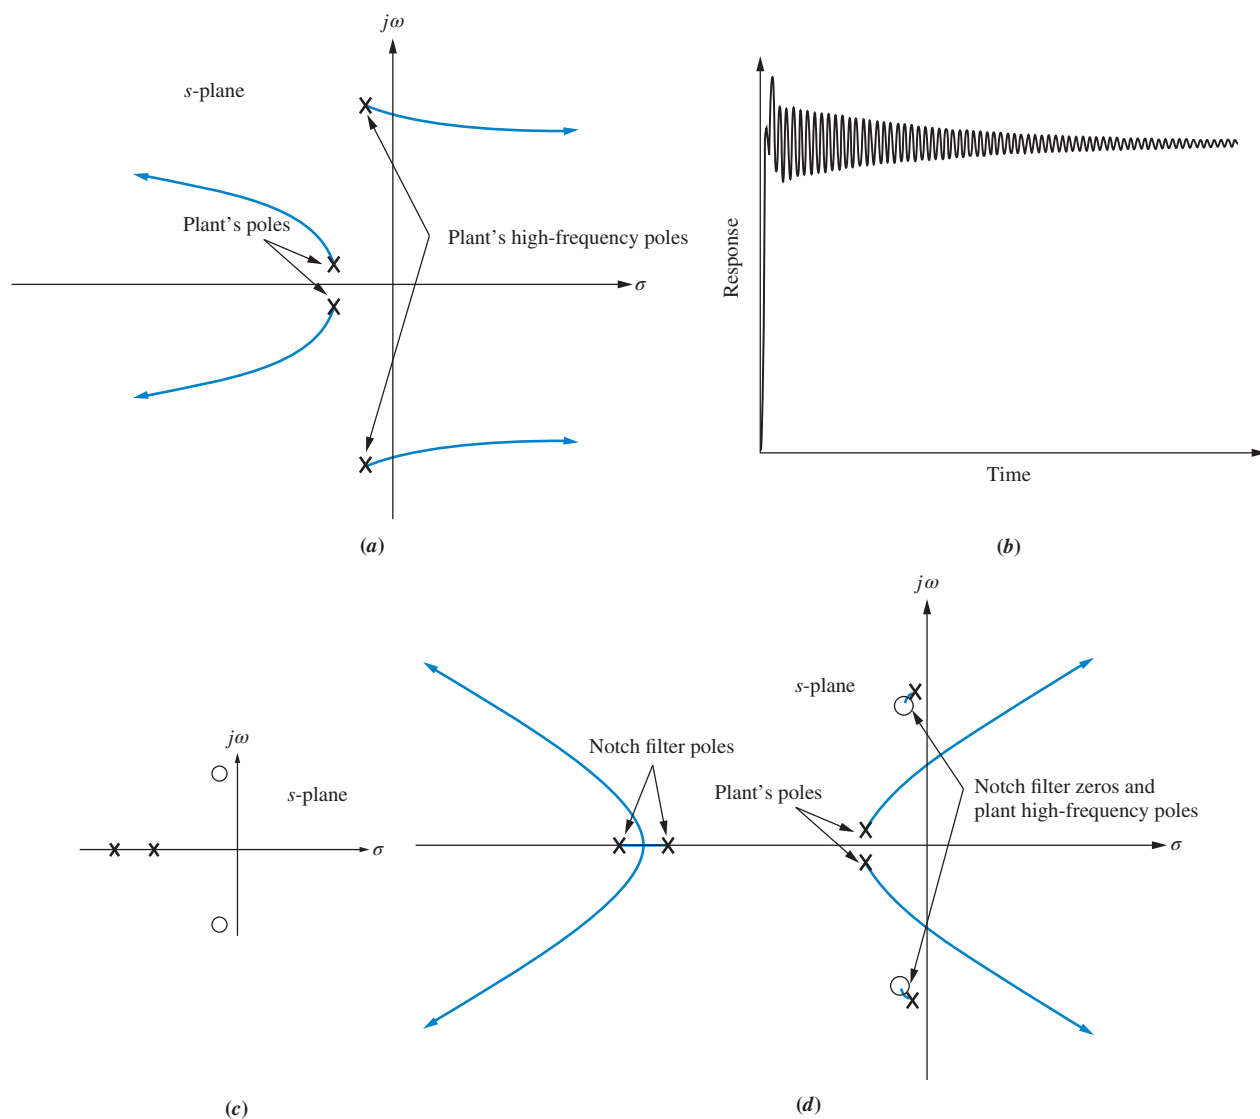 jω
s-plane
Plant's poles
Plant's high-frequency poles
σ
(a)
Response
Time
(b)
jω
s-plane
σ
(c)
jω
s-plane
Notch filter poles
Plant's poles
Notch filter zeros and
plant high-frequency poles
σ
(d)